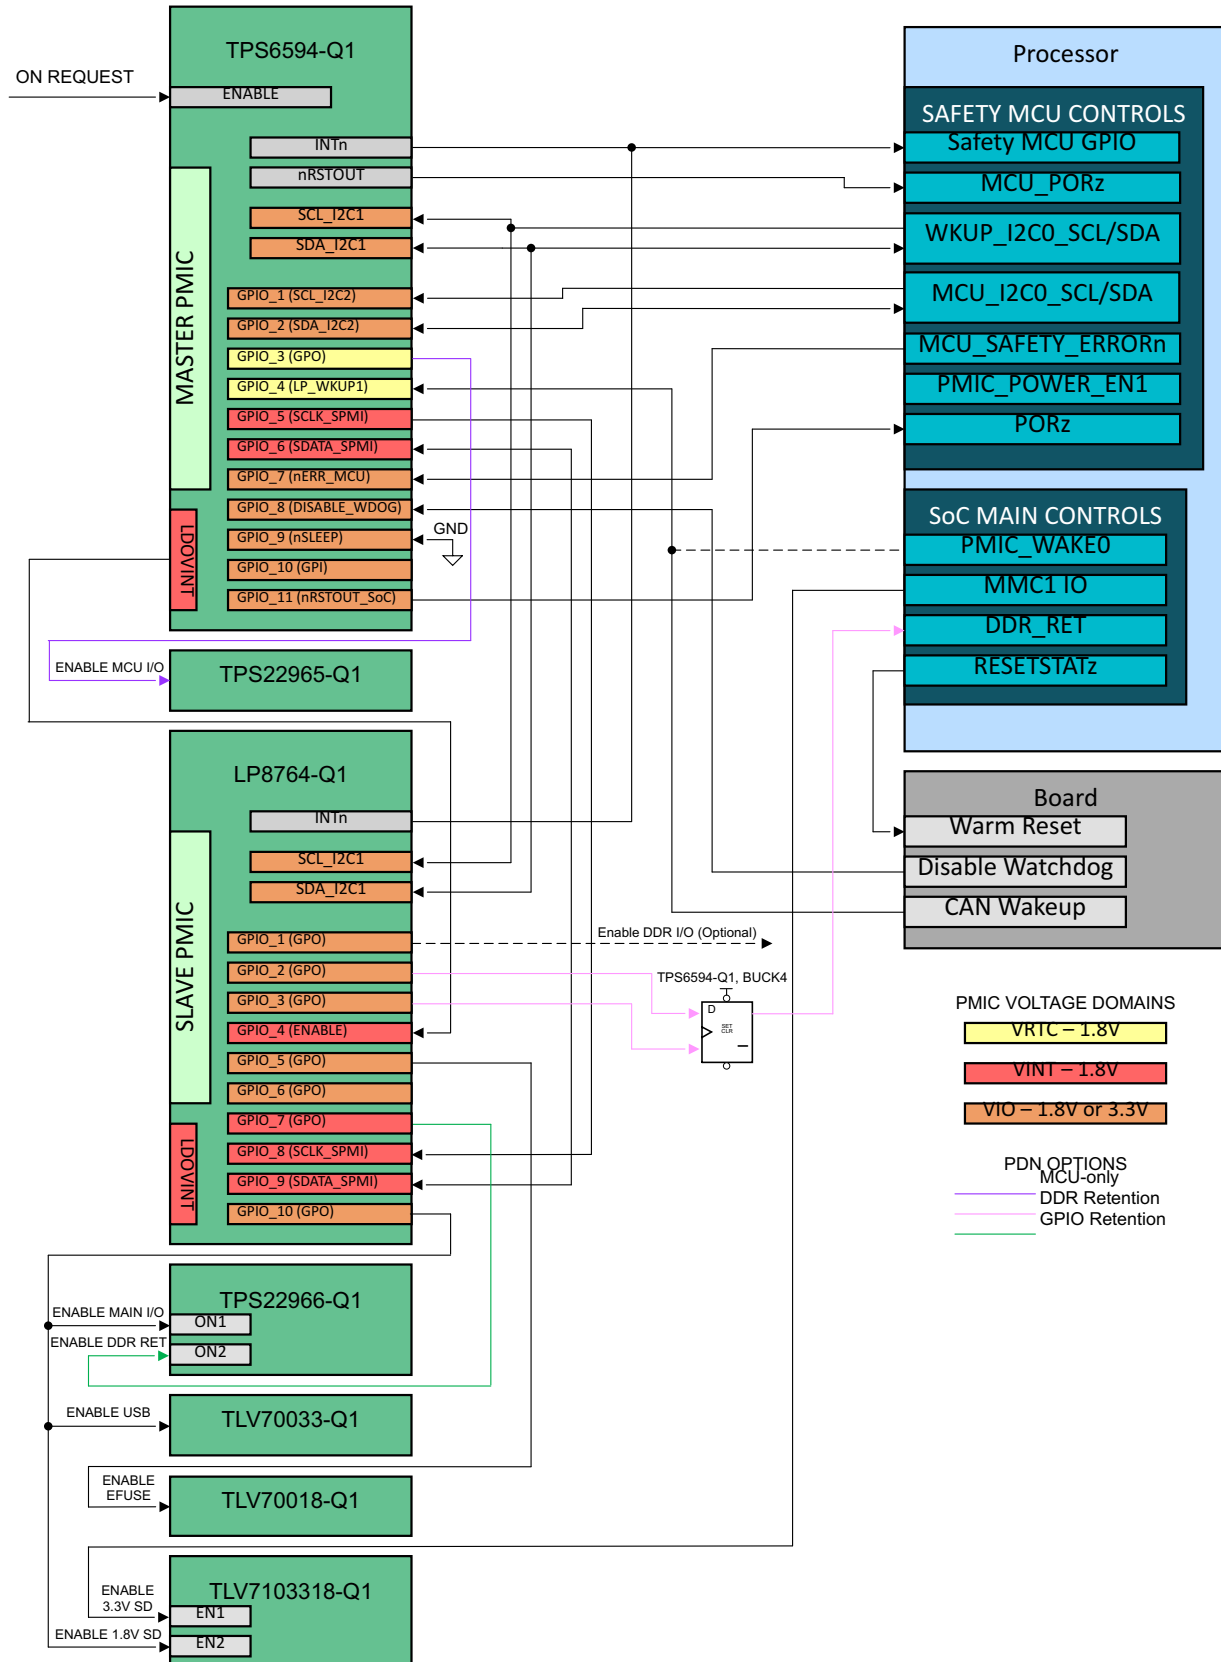 TPS6594-Q1
ON REQUEST
ENABLE
INTn
nRSTOUT
SCL_I2C1
SDA_I2C1
MASTER PMIC
GPIO_1 (SCL_I2C2)
GPIO_2 (SDA_I2C2)
GPIO_3 (GPO)
GPIO_4 (LP_WKUP1)
GPIO_5 (SCLK_SPMI)
GPIO_6 (SDATA_SPMI)
GPIO_7 (nERR_MCU)
GPIO_8 (DISABLE_WDOG)
GPIO_9 (nSLEEP)
GPIO_10 (GPI)
GPIO_11 (nRSTOUT_SoC)
LDOVINT
GND
ENABLE MCU I/O
TPS22965-Q1
LP8764-Q1
INTn
SCL_I2C1
SDA_I2C1
SLAVE PMIC
GPIO_1 (GPO)
GPIO_2 (GPO)
GPIO_3 (GPO)
GPIO_4 (ENABLE)
GPIO_5 (GPO)
GPIO_6 (GPO)
GPIO_7 (GPO)
GPIO_8 (SCLK_SPMI)
GPIO_9 (SDATA_SPMI)
GPIO_10 (GPO)
LDOVINT
Enable DDR I/O (Optional)
TPS6594-Q1, BUCK4
D
SET
CLR
TPS22966-Q1
ENABLE MAIN I/O
ON1
ENABLE DDR RET
ON2
ENABLE USB
TLV70033-Q1
ENABLE
EFUSE
TLV70018-Q1
TLV7103318-Q1
ENABLE
3.3V SD
EN1
ENABLE 1.8V SD
EN2
Processor
SAFETY MCU CONTROLS
Safety MCU GPIO
MCU_PORz
WKUP_I2C0_SCL/SDA
MCU_I2C0_SCL/SDA
MCU_SAFETY_ERRORn
PMIC_POWER_EN1
PORz
SoC MAIN CONTROLS
PMIC_WAKE0
MMC1 IO
DDR_RET
RESETSTATz
Board
Warm Reset
Disable Watchdog
CAN Wakeup
PMIC VOLTAGE DOMAINS
VRTC – 1.8V
VINT – 1.8V
VIO – 1.8V or 3.3V
PDN OPTIONS
MCU-only
DDR Retention
GPIO Retention